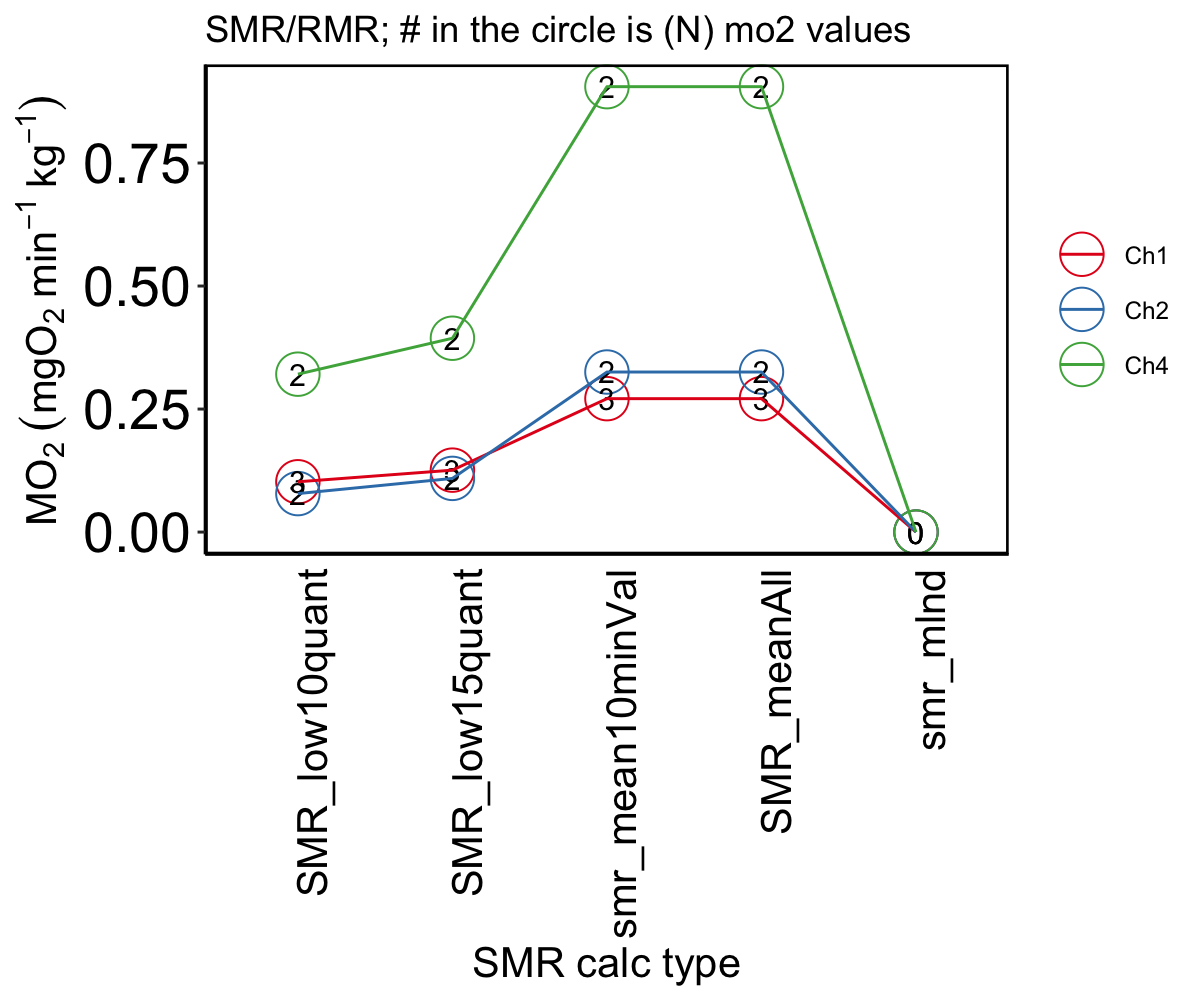 SMR/RMR; # in the circle is (N) mo2 values
MO₂ (mgO₂ min⁻¹ kg⁻¹)
0.75
0.50
0.25
0.00
2
2
2
2
2
2
3
3
3
3
2
2
0
Ch1
Ch2
Ch4
SMR_low10quant
SMR_low15quant
smr_mean10minVal
SMR_meanAll
smr_mlnd
SMR calc type